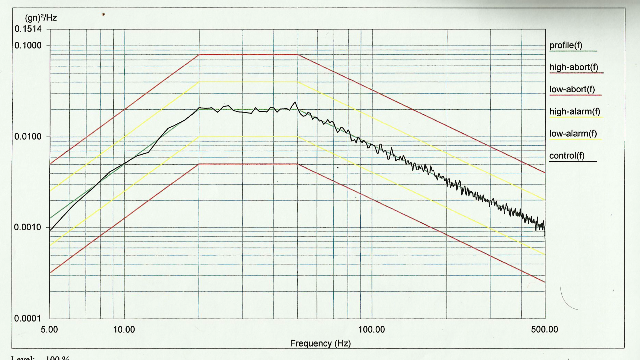 (gn)²/Hz
0.1514
0.1000
0.0100
0.0010
0.0001
5.00
10.00
100.00
500.00
Frequency (Hz)
profile(f)
high-abort(f)
low-abort(f)
high-alarm(f)
low-alarm(f)
control(f)
Level: 100 %